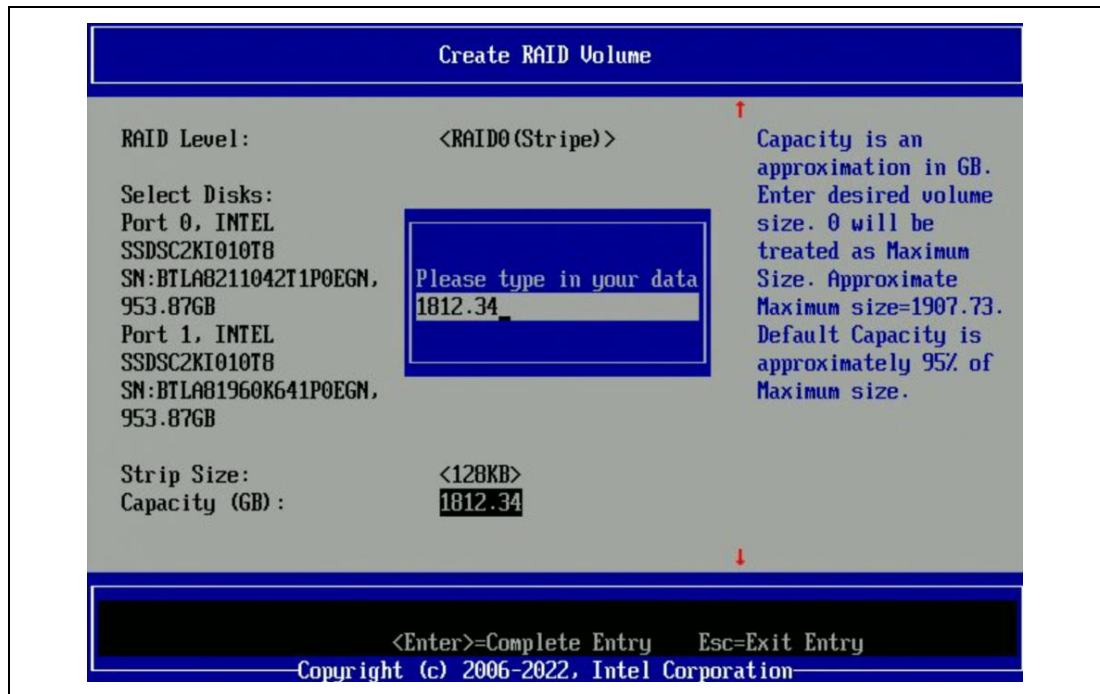 Create RAID Volume
RAID Level: <RAID0(Stripe)>
Select Disks:
Port 0, INTEL
SSDSC2KI010T8
SN:BTLA8211042T1P0EGN,
953.87GB
Port 1, INTEL
SSDSC2KI010T8
SN:BTLA81960K641P0EGN,
953.87GB
Strip Size: <128KB>
Capacity (GB): 1812.34
Please type in your data
1812.34_
↑
Capacity is an
approximation in GB.
Enter desired volume
size. 0 will be
treated as Maximum
Size. Approximate
Maximum size=1907.73.
Default Capacity is
approximately 95% of
Maximum size.
↓
<Enter>=Complete Entry Esc=Exit Entry
Copyright (c) 2006-2022, Intel Corporation